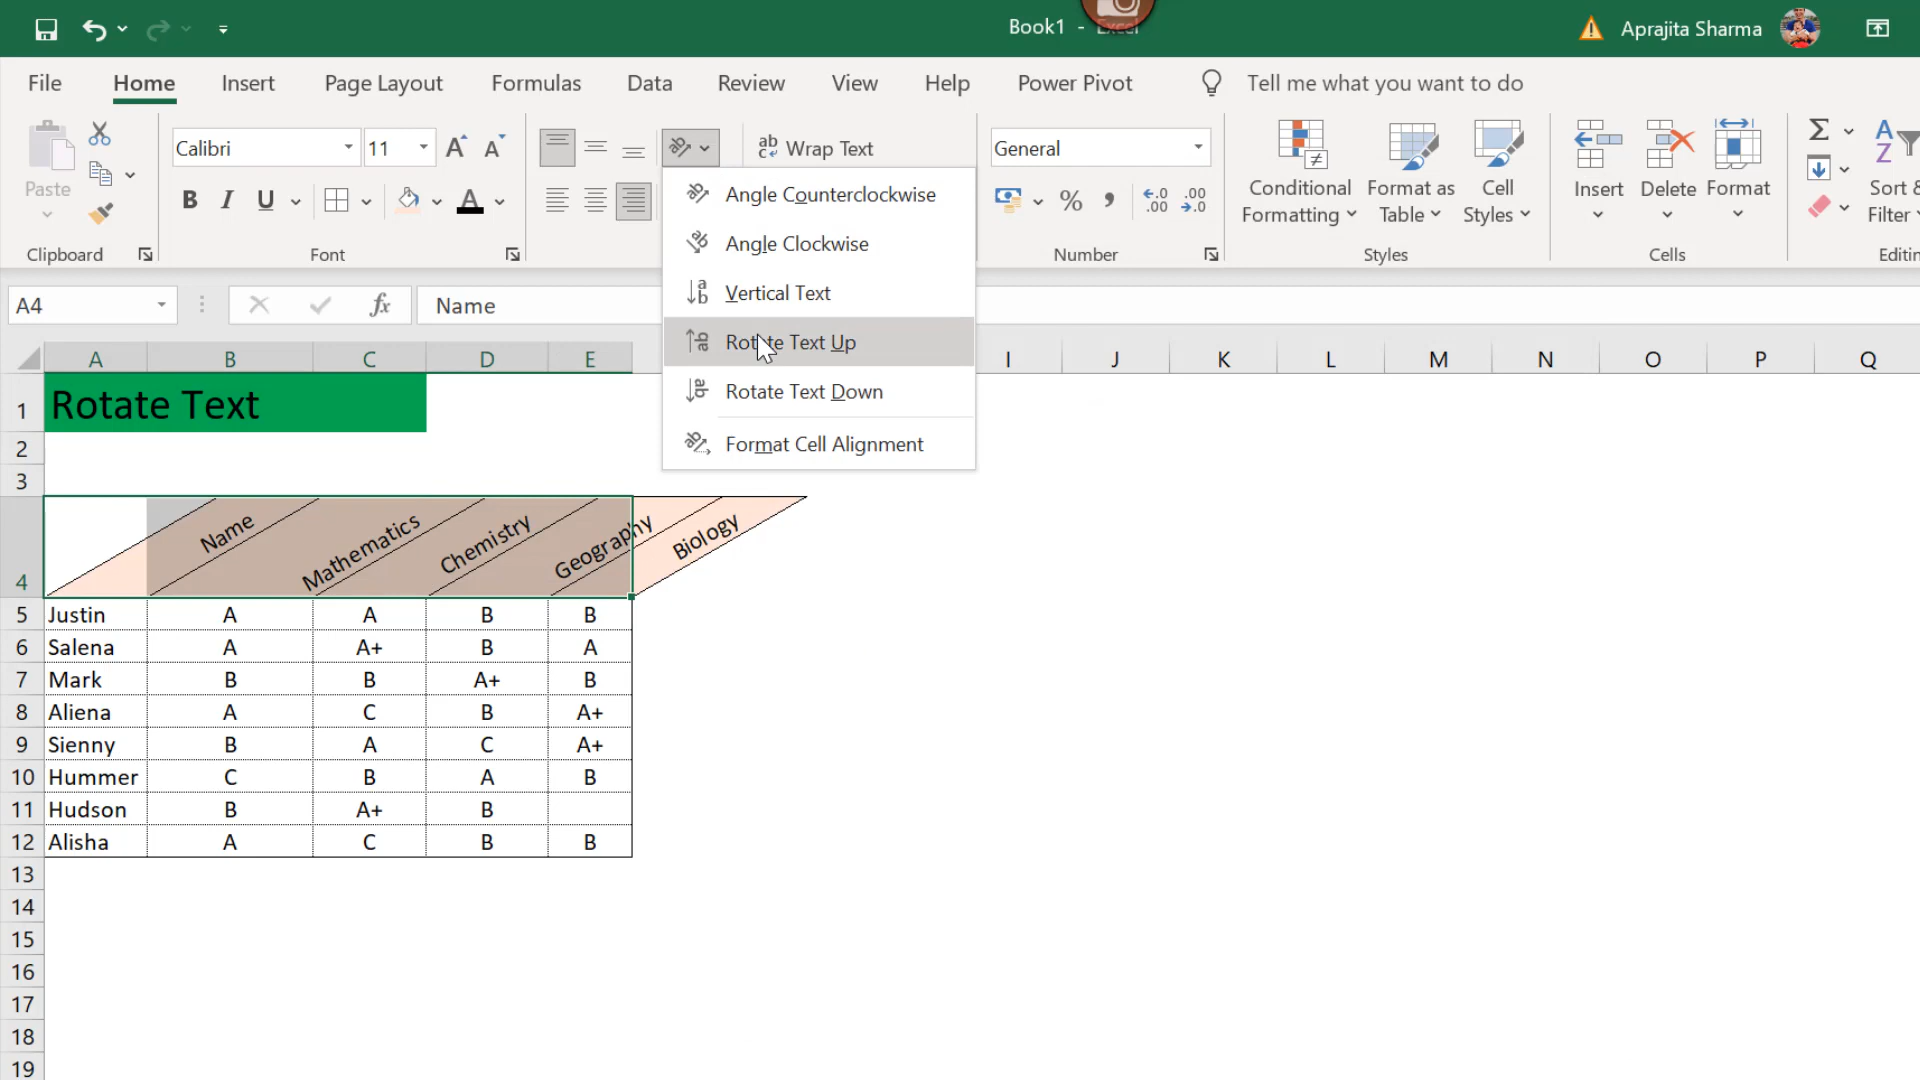 Book1 - Excel
Aprajita Sharma
File Home Insert Page Layout Formulas Data Review View Help Power Pivot Tell me what you want to do
Paste
Clipboard
Calibri 11
B I U A
Font
ab Wrap Text
Angle Counterclockwise
Angle Clockwise
Vertical Text
Rotate Text Up
Rotate Text Down
Format Cell Alignment
General
% , .00 .00
Number
Conditional Formatting
Format as Table
Cell Styles
Styles
Insert Delete Format
Cells
Sort &
Filter
Editin
A4 fx Name
A B C D E I J K L M N O P Q
1 Rotate Text
2
3
4 Name Mathematics Chemistry Geography Biology
5 Justin A A B B
6 Salena A A+ B A
7 Mark B B A+ B
8 Aliena A C B A+
9 Sienny B A C A+
10 Hummer C B A B
11 Hudson B A+ B
12 Alisha A C B B
13
14
15
16
17
18
19